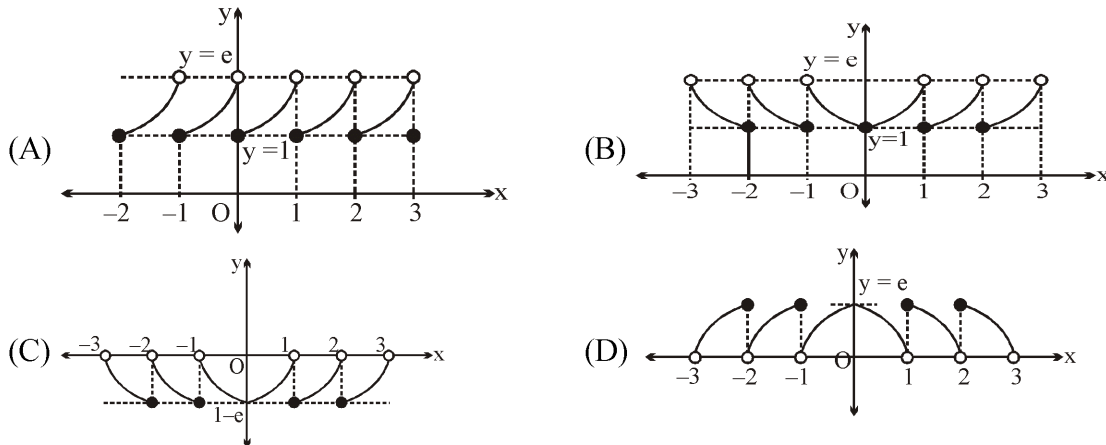 (A)
y
y = e
y =1
x
–2 –1 O 1 2 3
(B)
y
y = e
y=1
x
–3 –2 –1 O 1 2 3
(C)
y
–3 –2 –1 1 2 3
x
O
1–e
(D)
y
y = e
x
O
–3 –2 –1 1 2 3